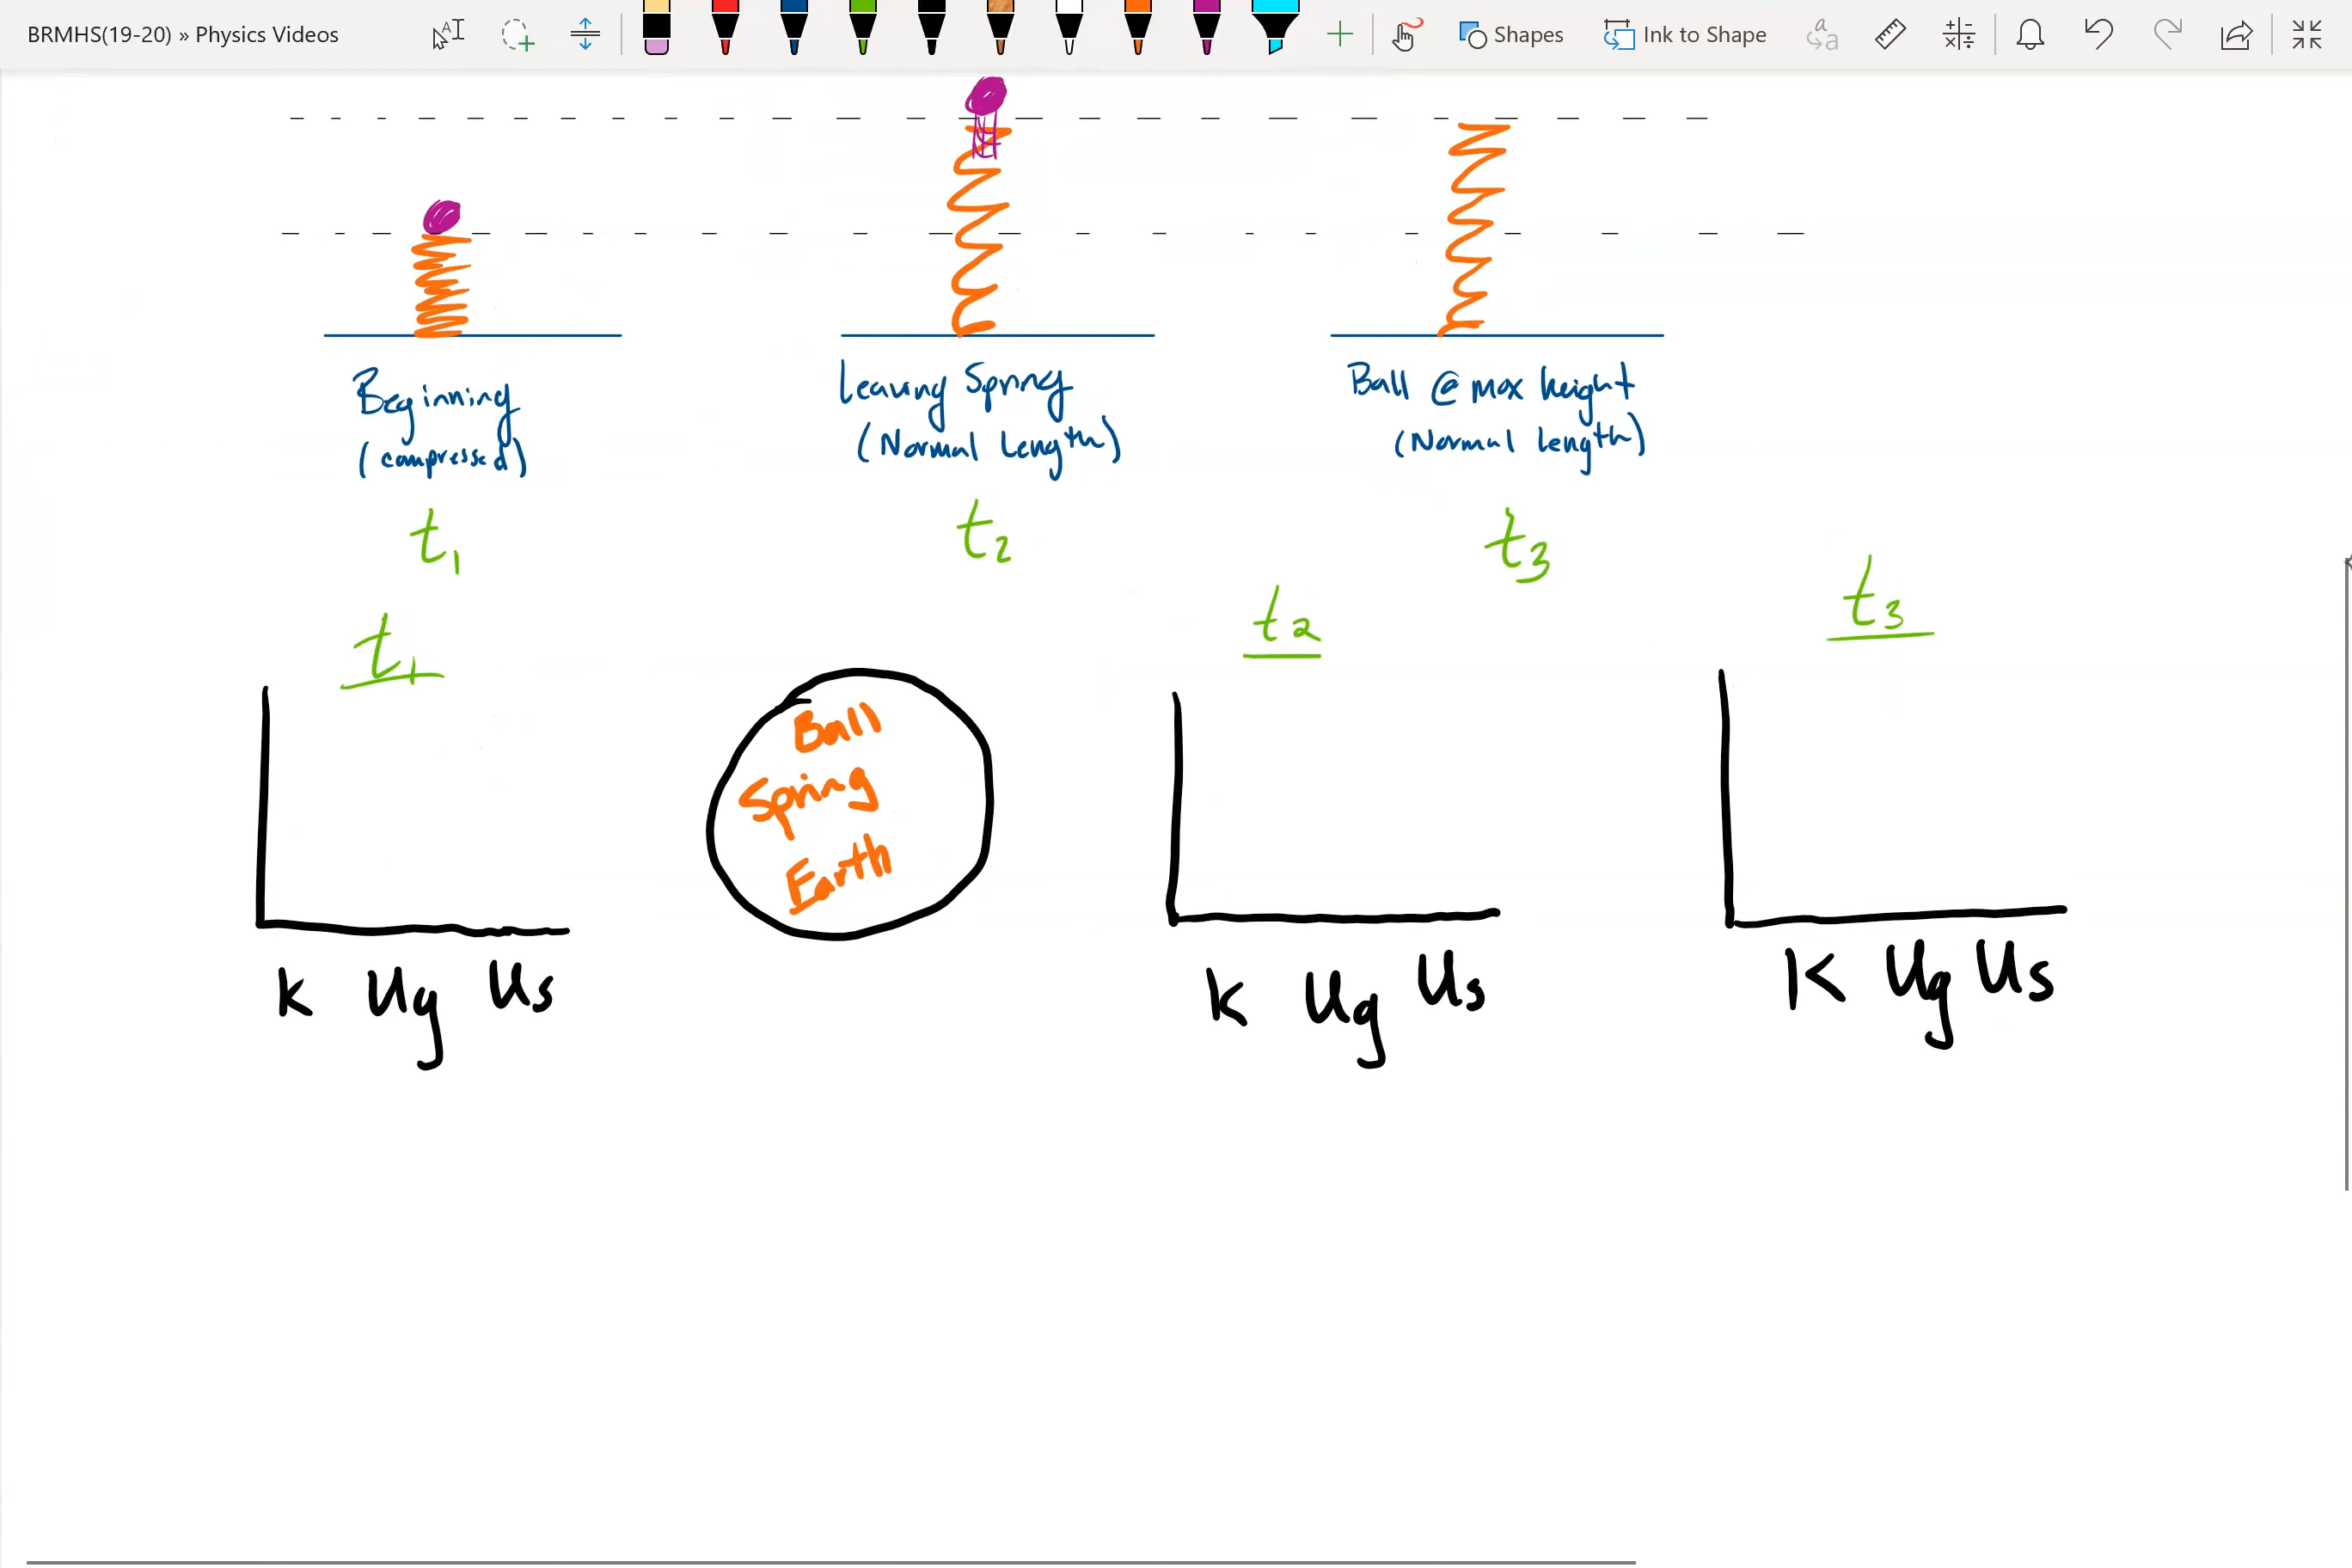 BRMHS(19-20) » Physics Videos
Shapes
Ink to Shape
Beginning
(compressed)
Leaving Spring
(Normal Length)
Ball @ max height
(Normal Length)
t1
t2
t3
t1
t2
t3
Ball
Spring
Earth
K Ug Us
K Ug Us
K Ug Us